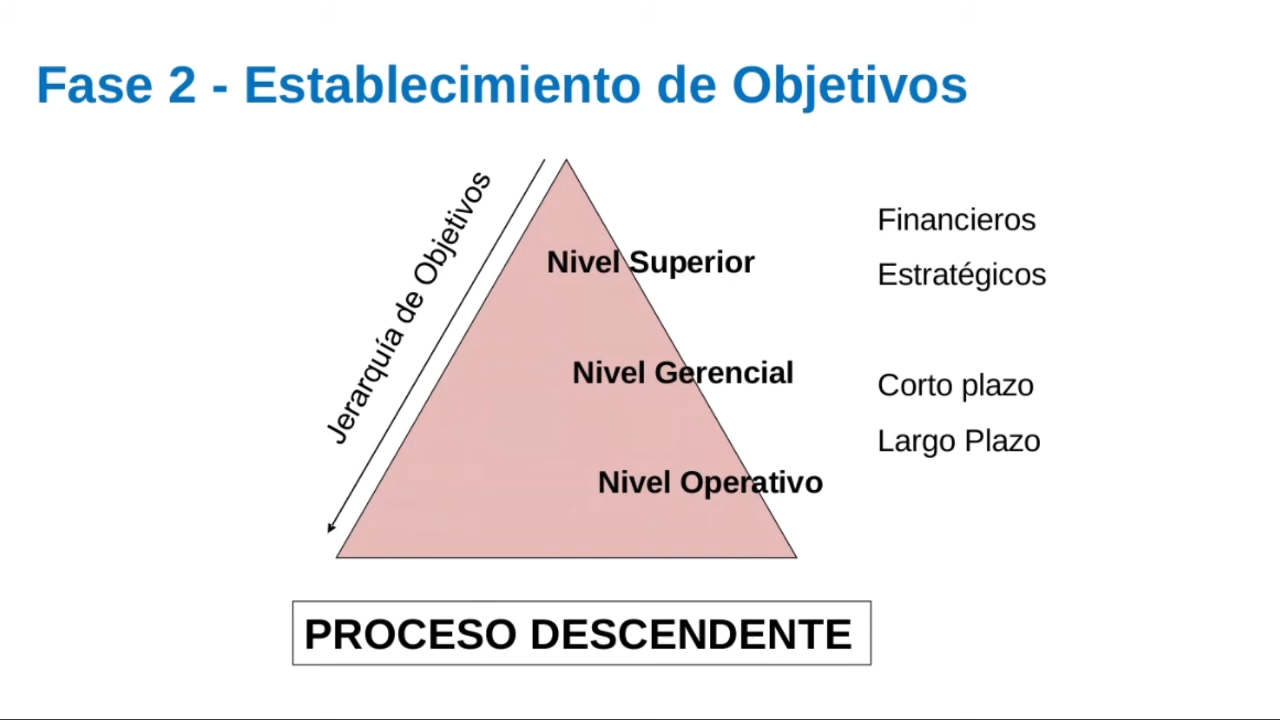 Fase 2 - Establecimiento de Objetivos
Jerarquía de Objetivos
Nivel Superior
Nivel Gerencial
Nivel Operativo
Financieros
Estratégicos
Corto plazo
Largo Plazo
PROCESO DESCENDENTE